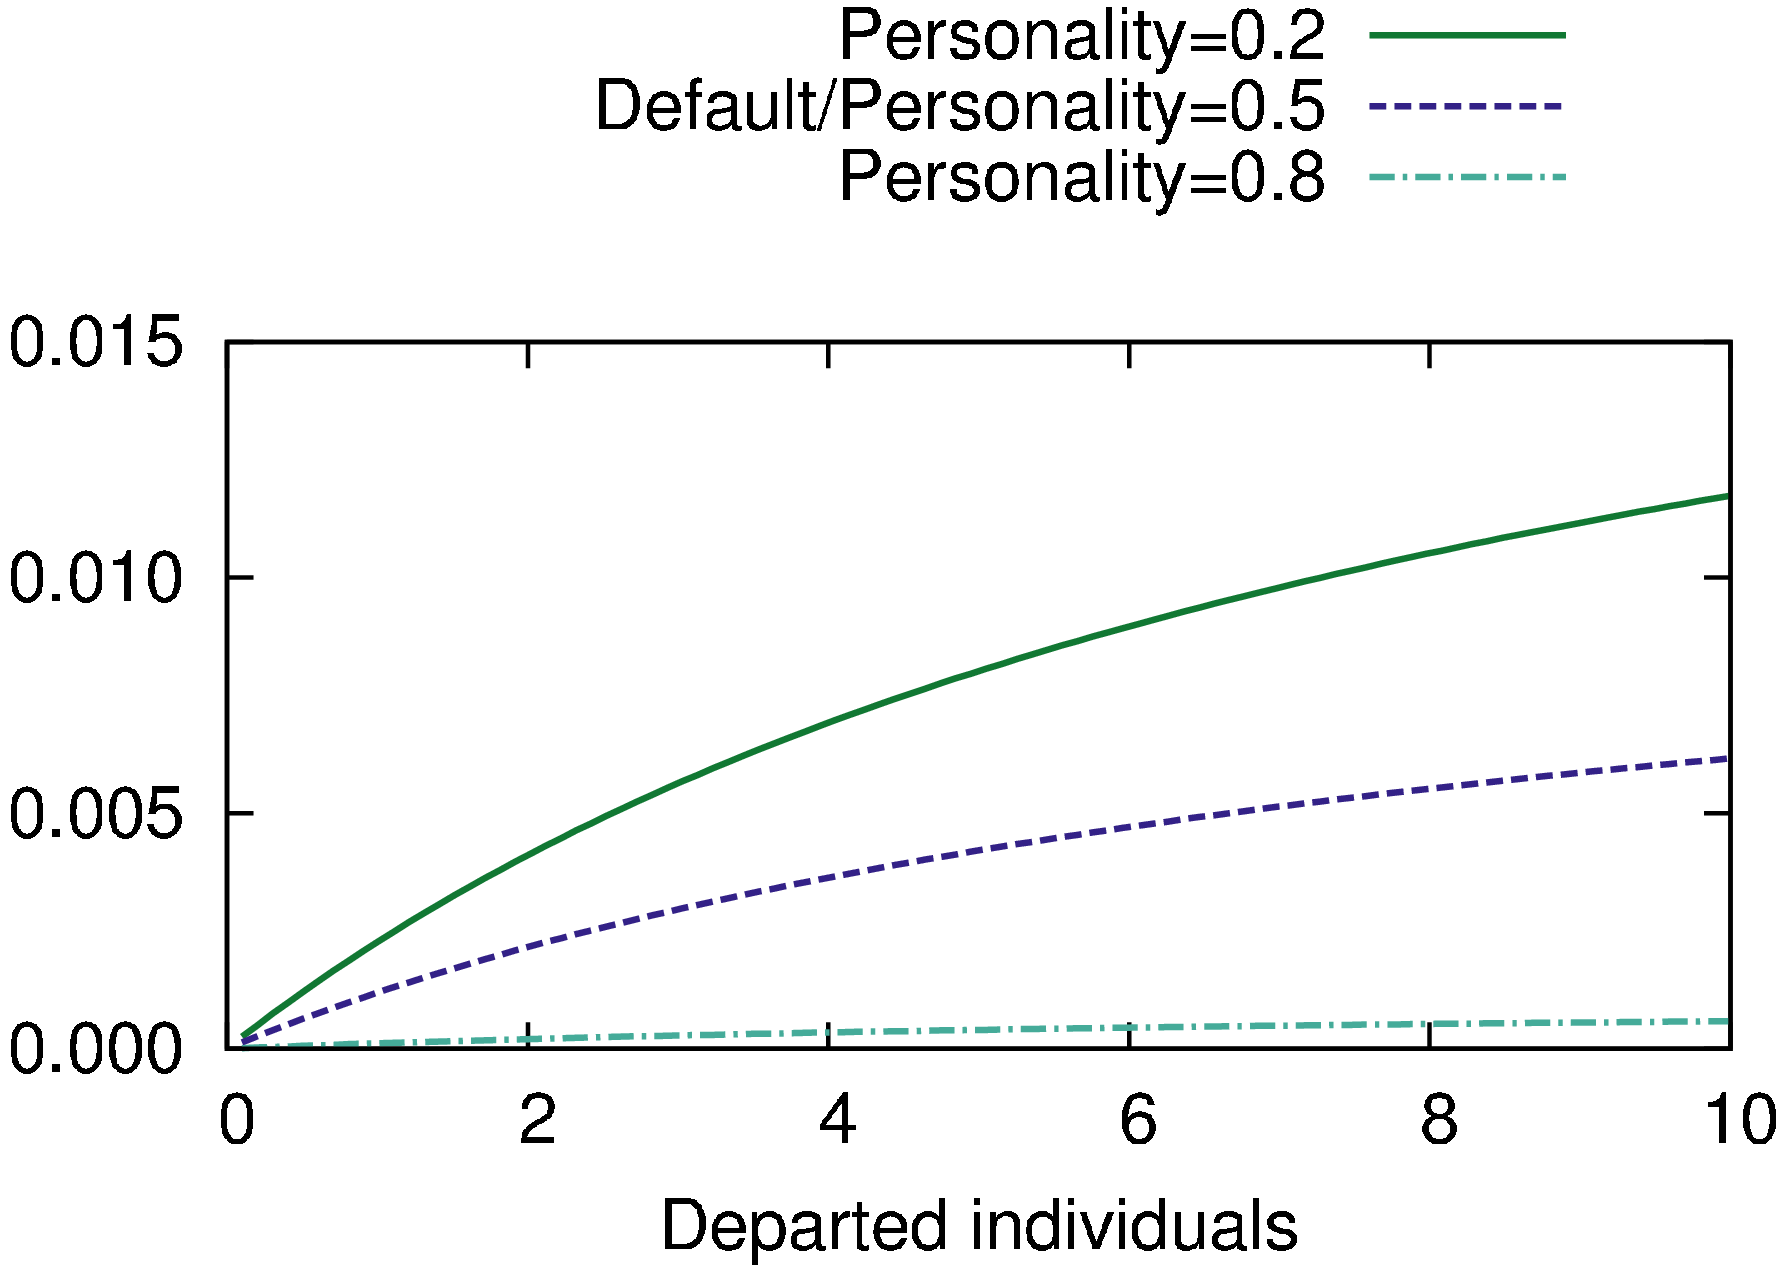 Personality=0.2
Default/Personality=0.5
Personality=0.8
0.015
0.010
0.005
0.000
0 2 4 6 8 10
Departed individuals